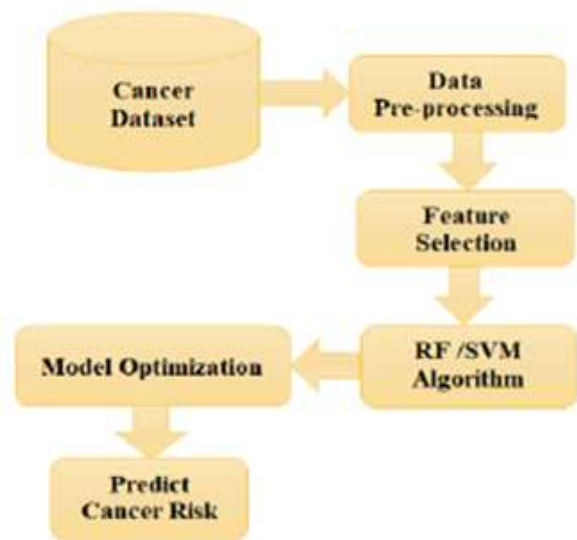 Cancer
Dataset
Data
Pre-processing
Feature
Selection
RF /SVM
Algorithm
Model Optimization
Predict
Cancer Risk